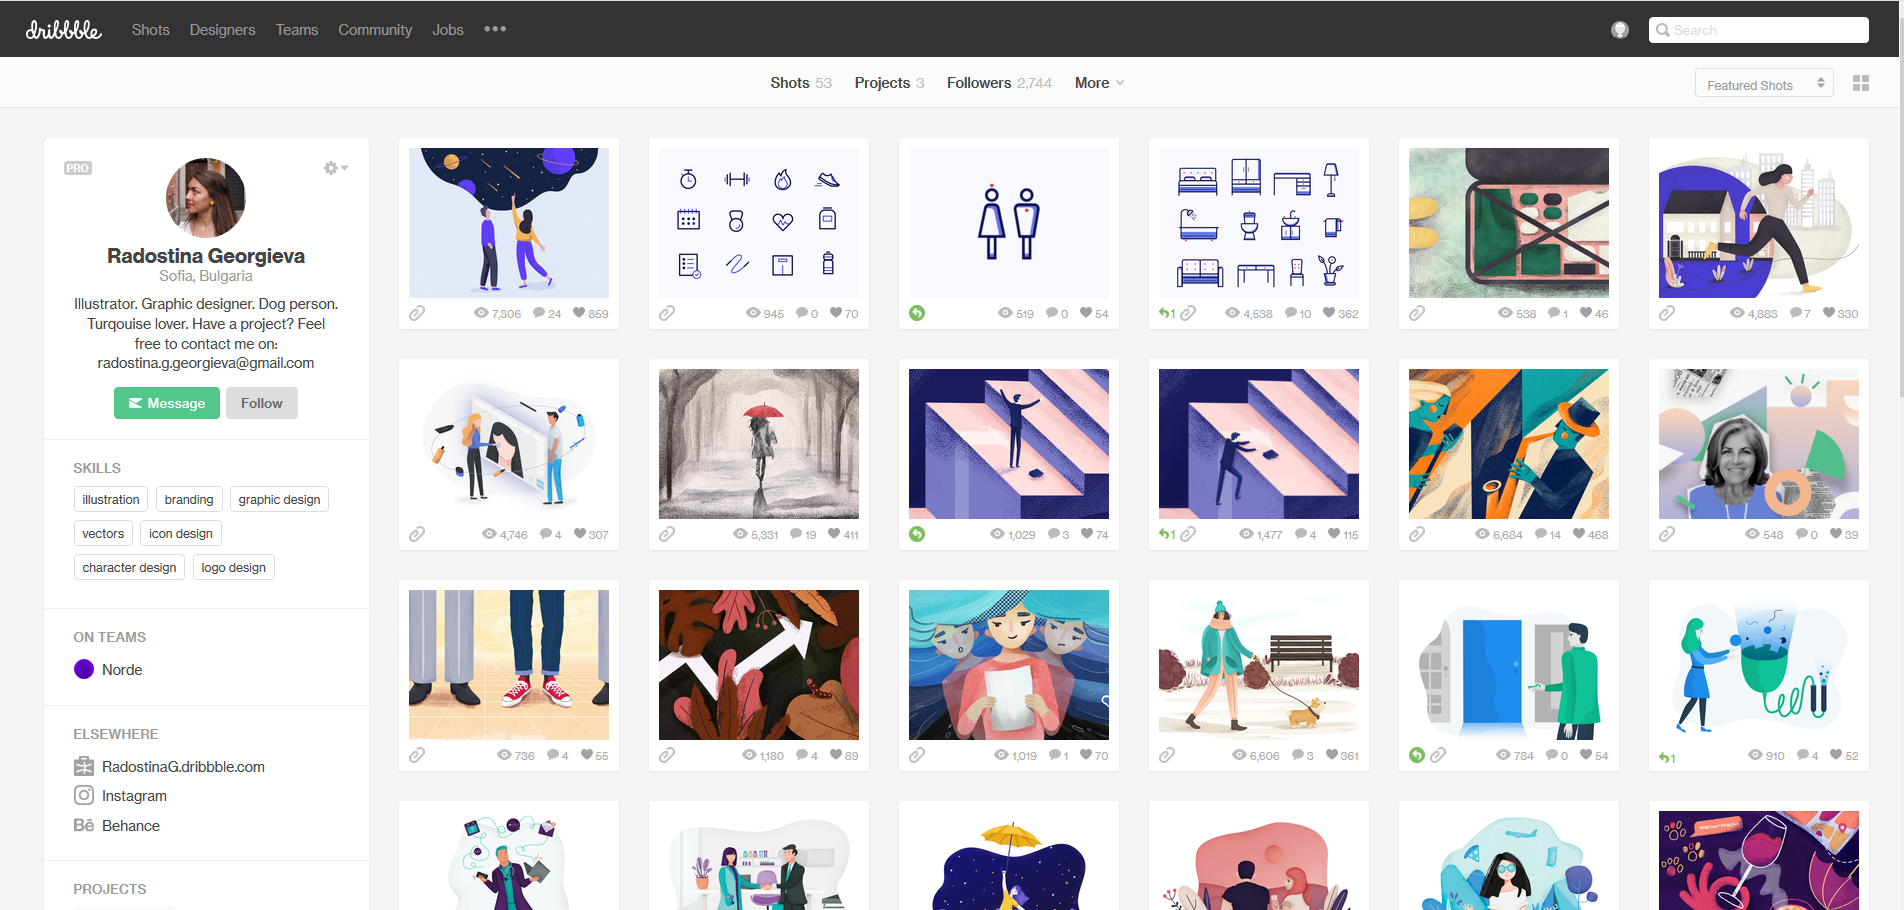 dribbble Shots Designers Teams Community Jobs Search
Shots 53 Projects 3 Followers 2,744 More Featured Shots
PRO
Radostina Georgieva
Sofia, Bulgaria
Illustrator. Graphic designer. Dog person.
Turqouise lover. Have a project? Feel
free to contact me on:
radostina.g.georgieva@gmail.com
Message Follow
SKILLS
illustration branding graphic design
vectors icon design
character design logo design
ON TEAMS
Norde
ELSEWHERE
RadostinaG.dribbble.com
Instagram
Bē Behance
PROJECTS
7,306 24 859
945 0 70
519 0 54
1 4,538 10 362
538 1 46
4,883 7 330
4,746 4 307
5,331 19 411
1,029 3 74
1 1,477 4 115
6,684 14 468
548 0 39
736 4 55
1,180 4 89
1,019 1 70
6,606 3 361
784 0 54
1 910 4 52